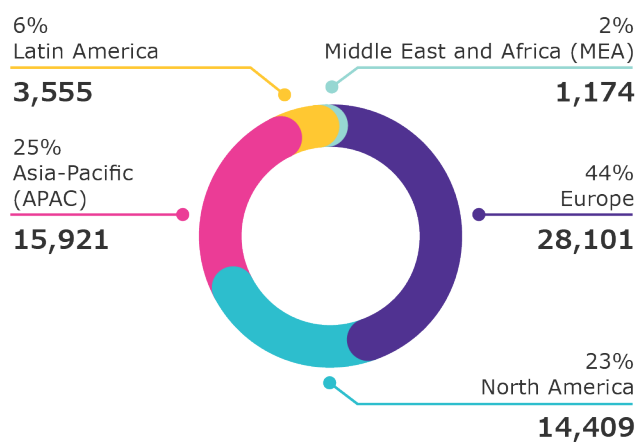 6%
Latin America
3,555
2%
Middle East and Africa (MEA)
1,174
25%
Asia-Pacific
(APAC)
15,921
44%
Europe
28,101
23%
North America
14,409